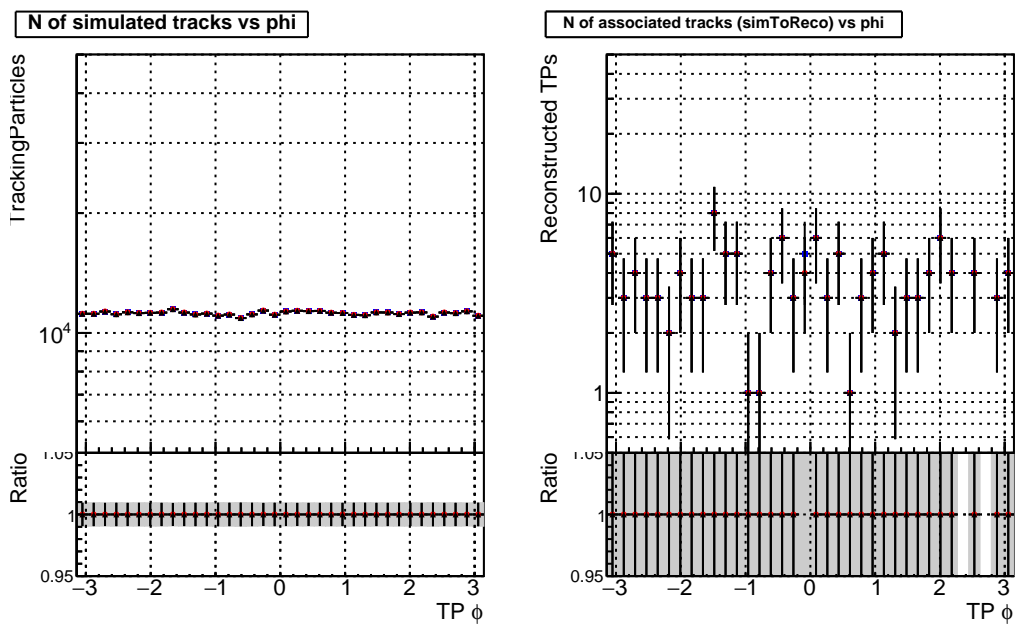 N of simulated tracks vs phi
TrackingParticles
10⁴
1.05
Ratio
1
0.95
−3 −2 −1 0 1 2 3
TP ϕ
N of associated tracks (simToReco) vs phi
Reconstructed TPs
10
1
1.05
Ratio
1
0.95
−3 −2 −1 0 1 2 3
TP ϕ